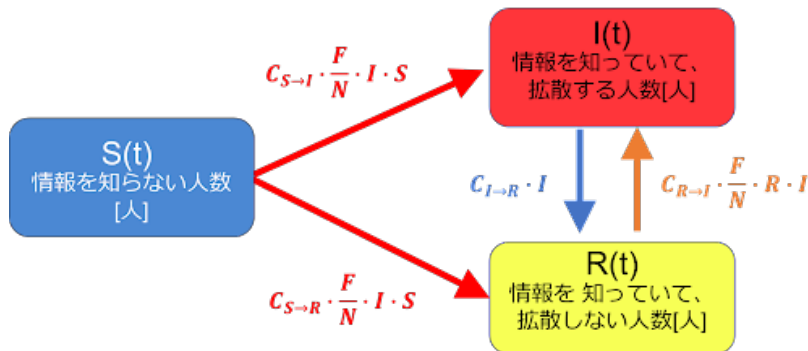 I(t)
情報を知っていて、
拡散する人数[人]
C_{S→I} · F/N · I · S
S(t)
情報を知らない人数
[人]
C_{I→R} · I
C_{R→I} · F/N · R · I
C_{S→R} · F/N · I · S
R(t)
情報を 知っていて、
拡散しない人数[人]